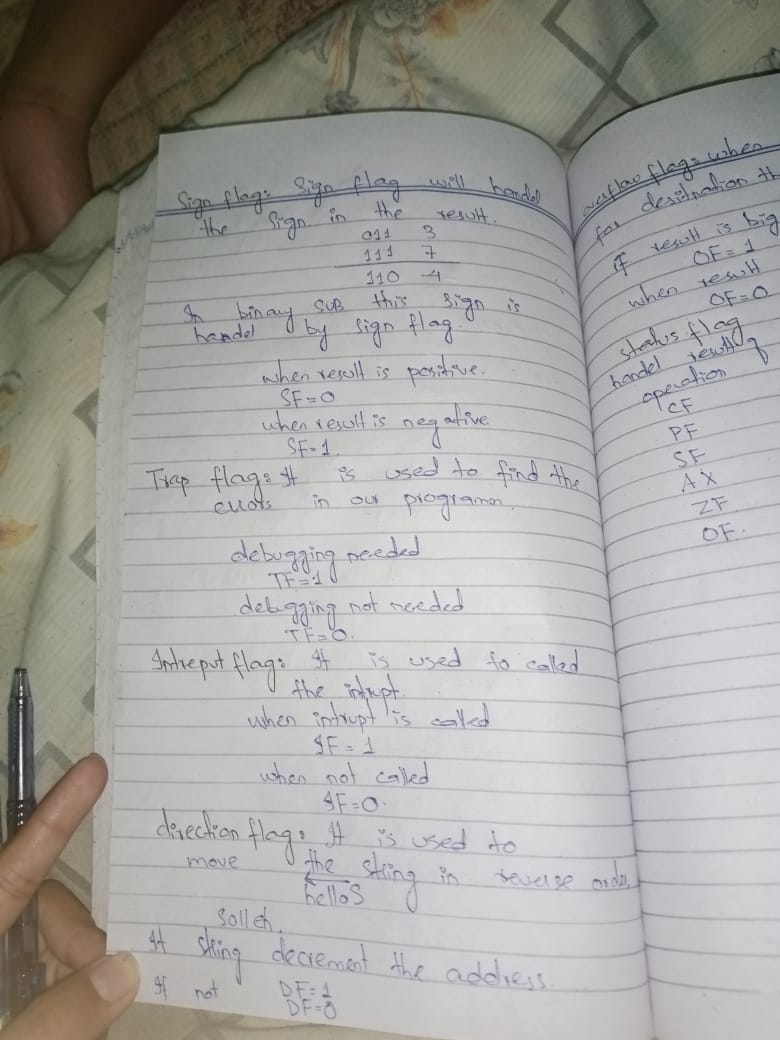 Sign flag: Sign flag will handel
the Sign in the result.
011 3
111 7
110 -4
In binary SUB this sign is
handel by sign flag.
when result is positive.
SF=0
when result is negative
SF=1.
Trap flag: It is used to find the
errors in our programm.
debugging needed
TF=1
debugging not needed
TF=0.
Intreput flag: It is used to called
the intrupt.
when intrupt is called
IF=1
when not called
IF=0.
direction flag: It is used to
move the string in reverse order
helloS
Solleh.
If string decrement the address.
DF=1
If not DF=0
overflow flag: when
for desitnation th
if result is big
OF=1
when result
OF=0
status flag
handel result of
operation
CF
PF
SF
AX
ZF
OF.